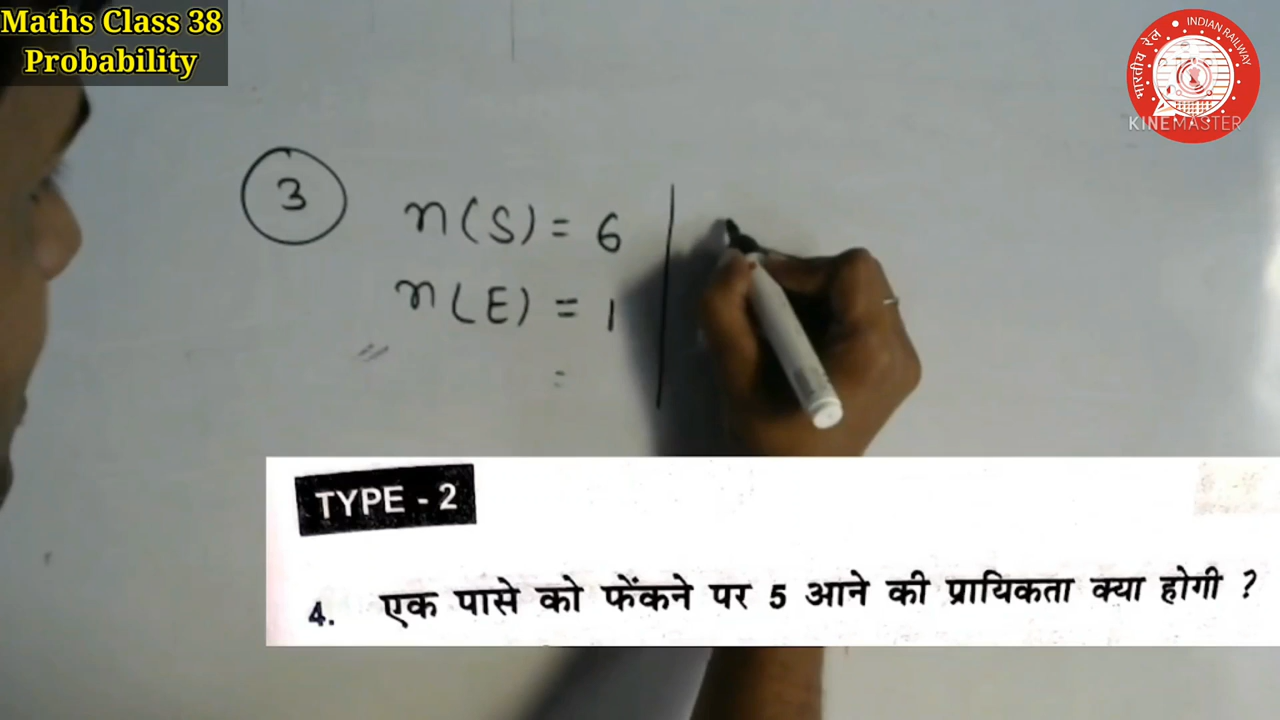 Maths Class 38
Probability
भारतीय रेल INDIAN RAILWAY
KINEMASTER
3
n(S) = 6
n(E) = 1
=
TYPE - 2
4. एक पासे को फेंकने पर 5 आने की प्रायिकता क्या होगी ?